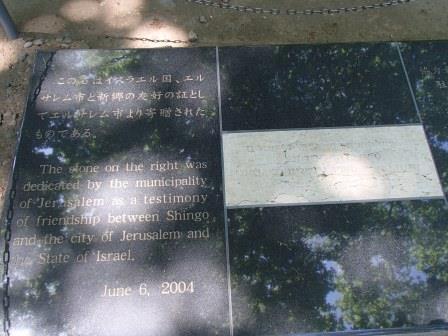 この石はイスラエル国、エル
サレム市と新郷の友好の証とし
てエルサレム市より寄贈された
ものである。
The stone on the right was
dedicated by the municipality
of Jerusalem as a testimony
of friendship between Shingo
and the city of Jerusalem and
the State of Israel.
June 6, 2004